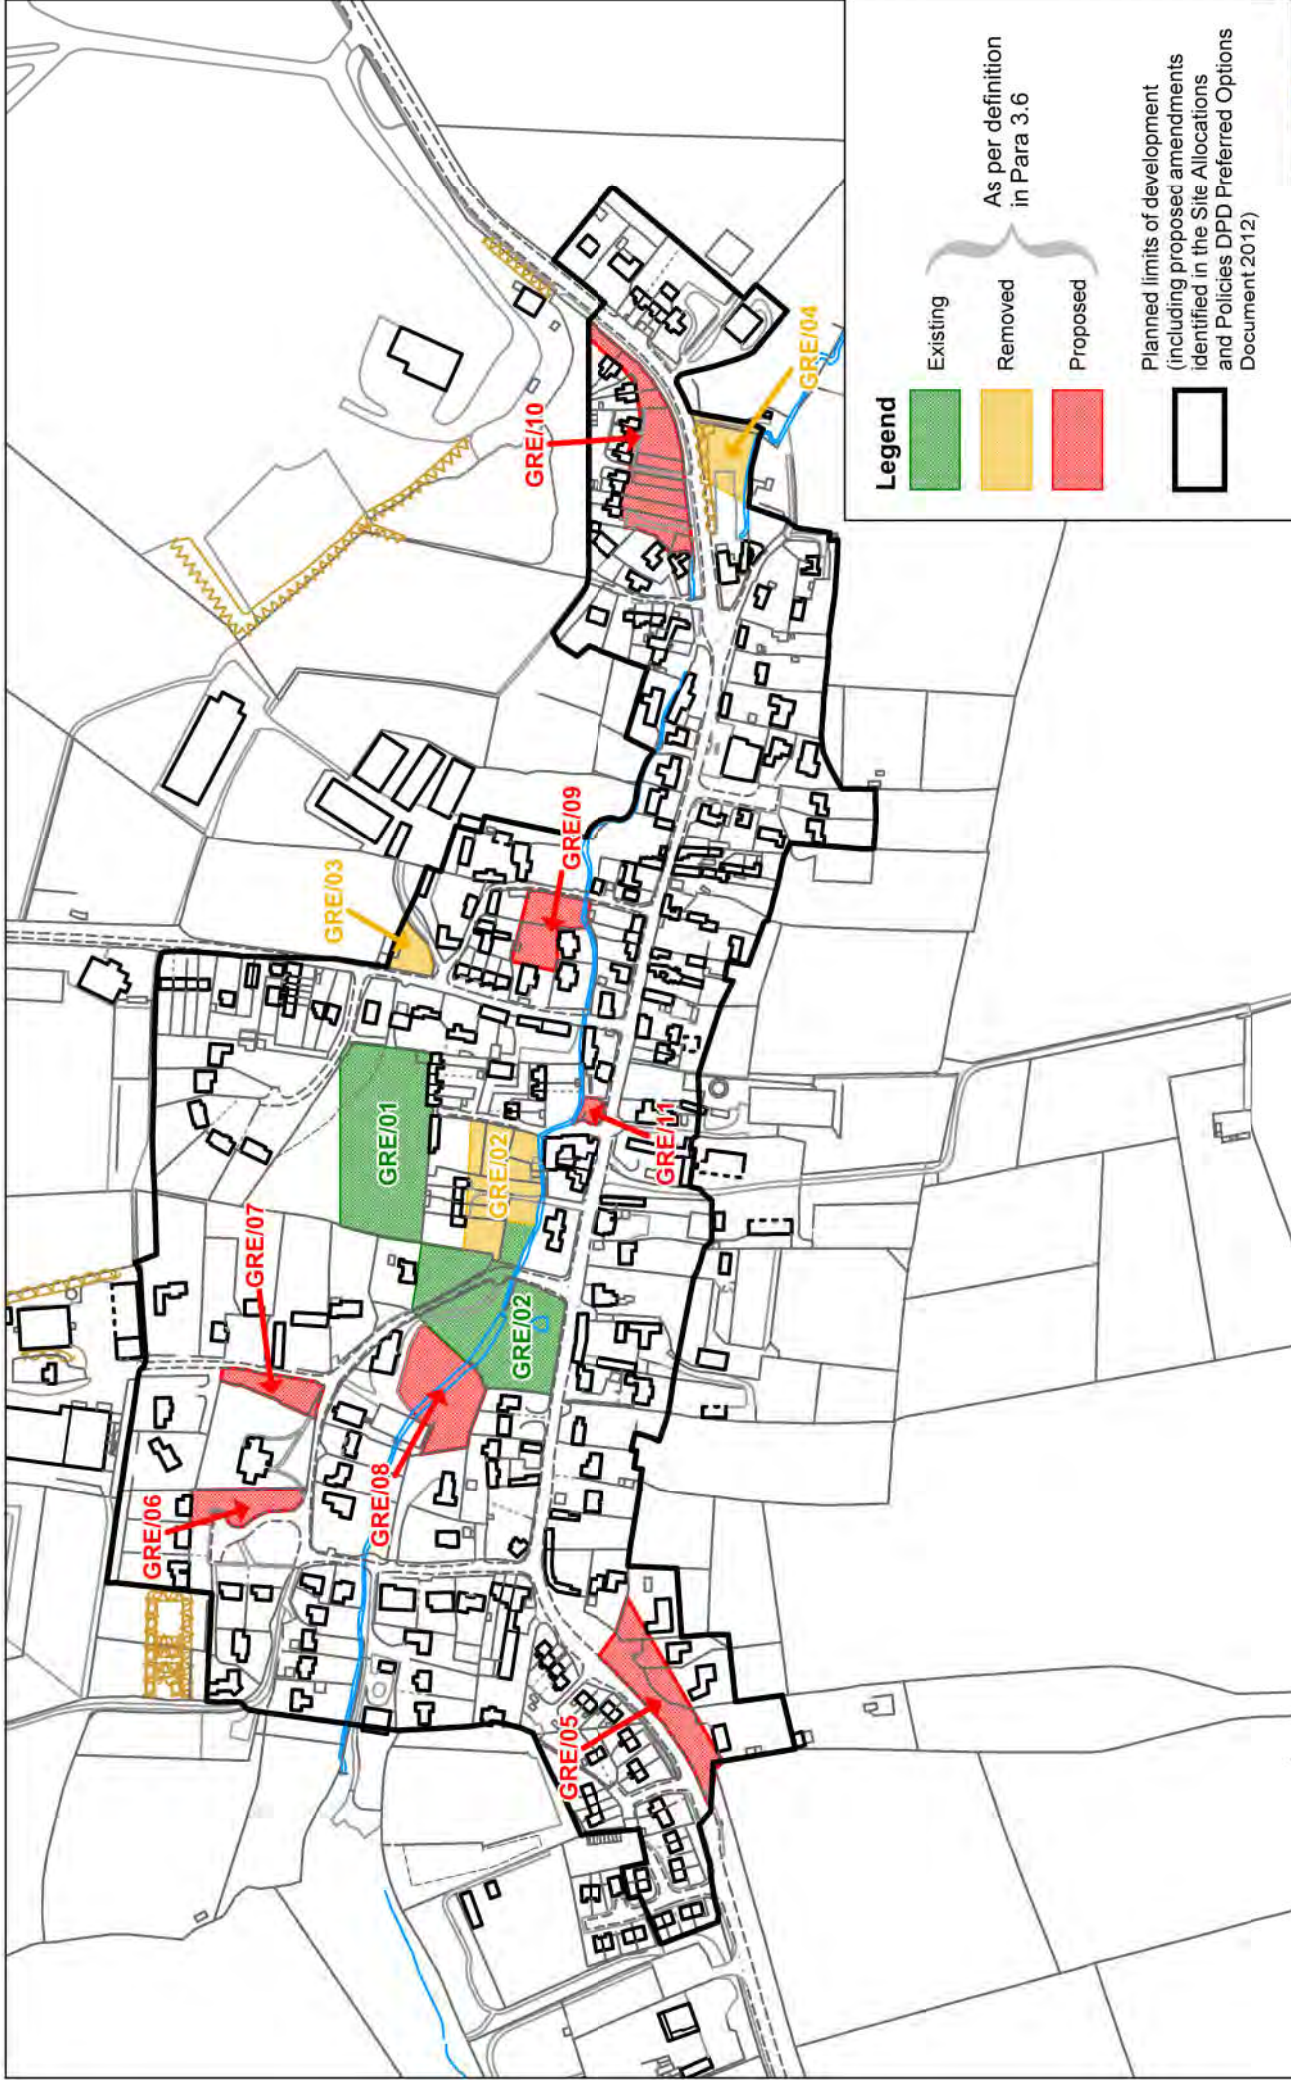 GRE/01
GRE/02
GRE/02
GRE/03
GRE/04
GRE/05
GRE/06
GRE/07
GRE/08
GRE/09
GRE/10
GRE/11
Legend
Existing
Removed
Proposed
As per definition
in Para 3.6
Planned limits of development
(including proposed amendments
identified in the Site Allocations
and Policies DPD Preferred Options
Document 2012)